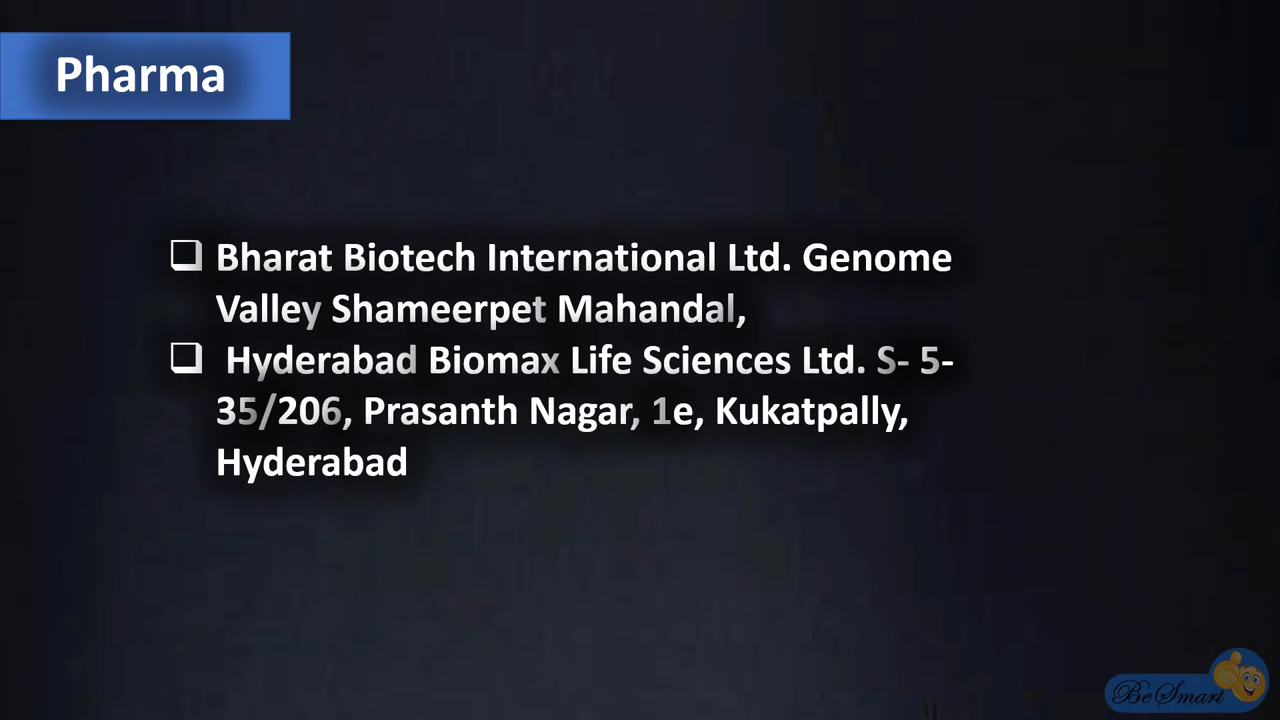 Pharma
Bharat Biotech International Ltd. Genome
Valley Shameerpet Mahandal,
Hyderabad Biomax Life Sciences Ltd. S- 5-
35/206, Prasanth Nagar, 1e, Kukatpally,
Hyderabad
BeSmart